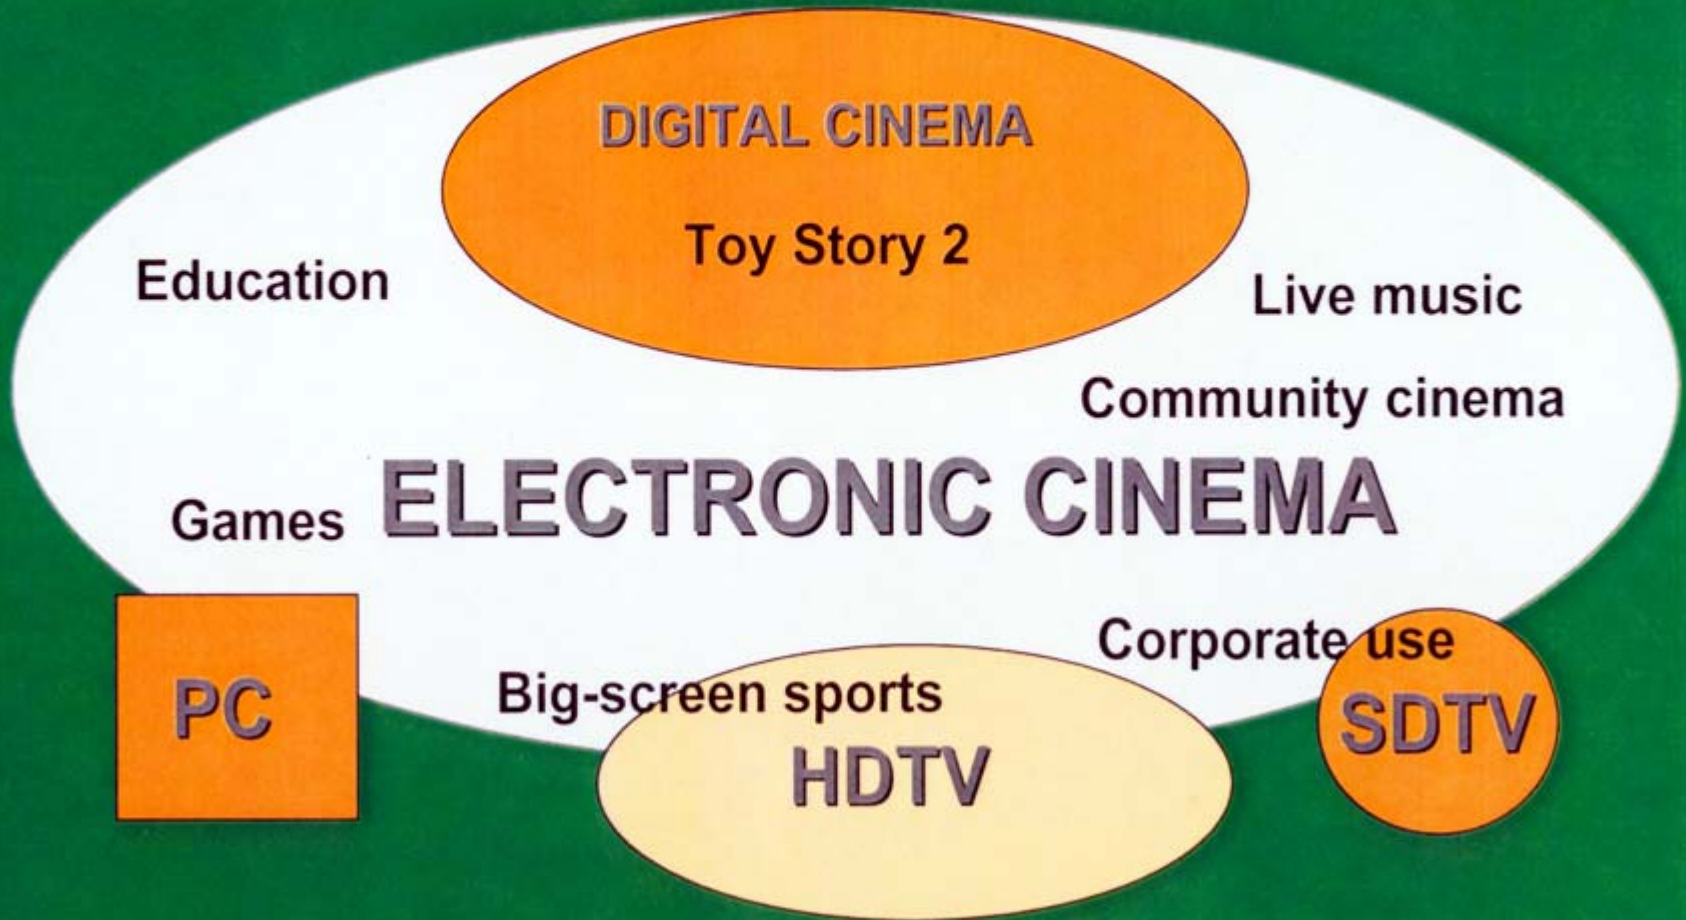 DIGITAL CINEMA
Toy Story 2
Education
Live music
Community cinema
ELECTRONIC CINEMA
Games
Corporate use
Big-screen sports
PC
SDTV
HDTV